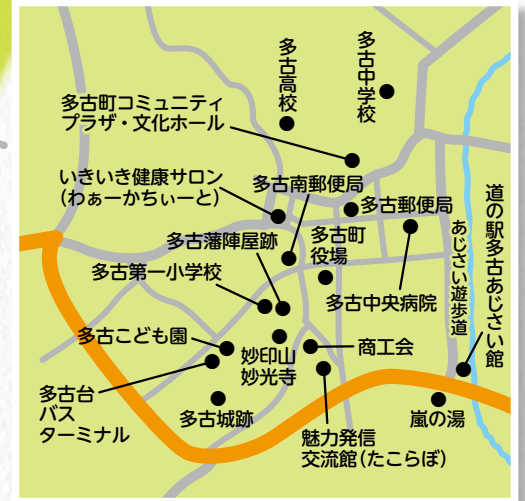 多古高校
多古中学校
多古町コミュニティ
プラザ・文化ホール
いきいき健康サロン
(わぁーかちぃーと)
多古南郵便局
多古郵便局
多古藩陣屋跡
多古町
役場
道の駅多古あじさい館
あじさい遊歩道
多古第一小学校
多古中央病院
多古こども園
妙印山
妙光寺
商工会
多古台
バス
ターミナル
多古城跡
魅力発信
交流館(たこらぼ)
嵐の湯